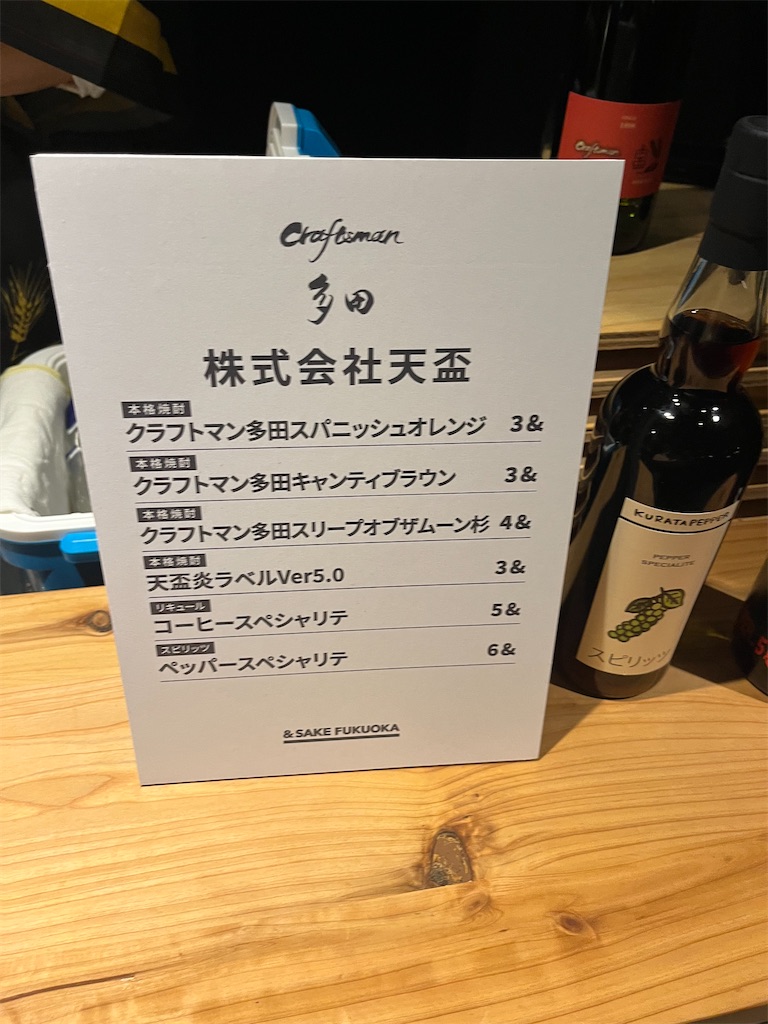 Craftsman
多田
株式会社天盃
本格焼酎
クラフトマン多田スパニッシュオレンジ 3&
本格焼酎
クラフトマン多田キャンティブラウン 3&
本格焼酎
クラフトマン多田スリープオブザムーン杉 4&
本格焼酎
天盃炎ラベルVer5.0 3&
リキュール
コーヒースペシャリテ 5&
スピリッツ
ペッパースペシャリテ 6&
& SAKE FUKUOKA
Craftsman
KURATAPEPPER
PEPPER
SPECIALITE
スピリッツ